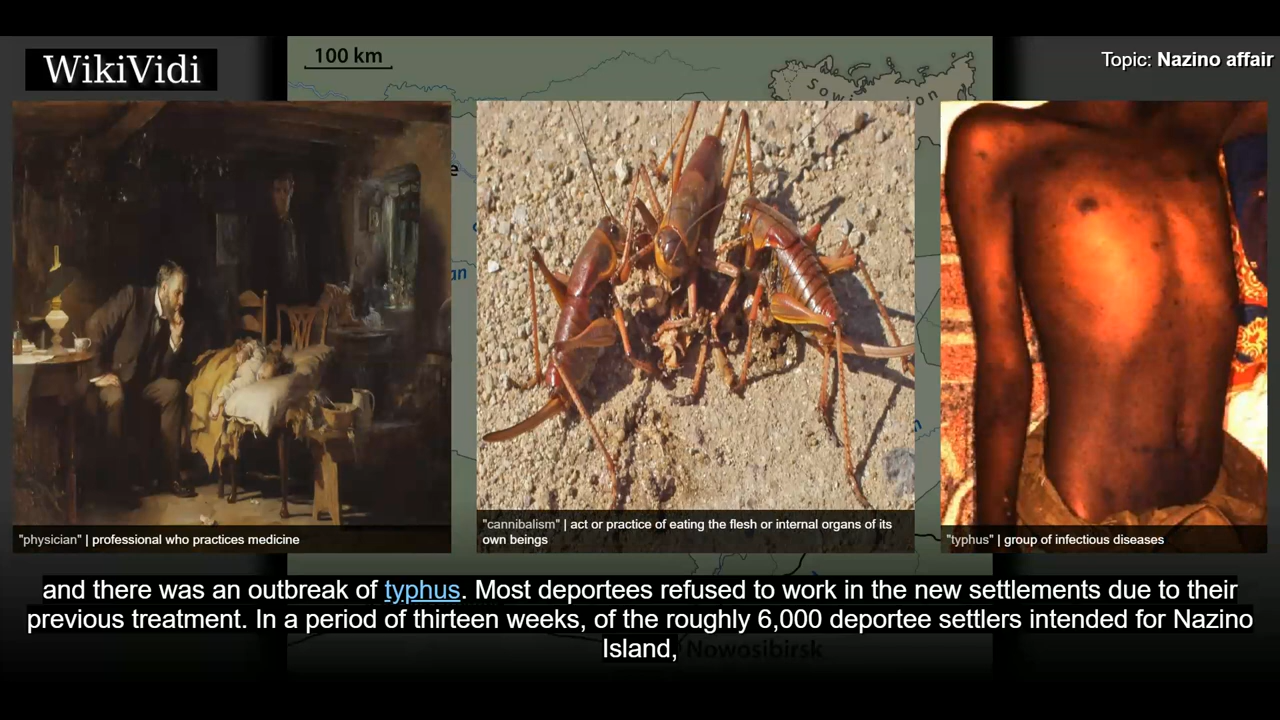 100 km
WikiVidi
Topic: Nazino affair
"physician" | professional who practices medicine
"cannibalism" | act or practice of eating the flesh or internal organs of its
own beings
"typhus" | group of infectious diseases
and there was an outbreak of typhus. Most deportees refused to work in the new settlements due to their
previous treatment. In a period of thirteen weeks, of the roughly 6,000 deportee settlers intended for Nazino
Island,
Nowosibirsk